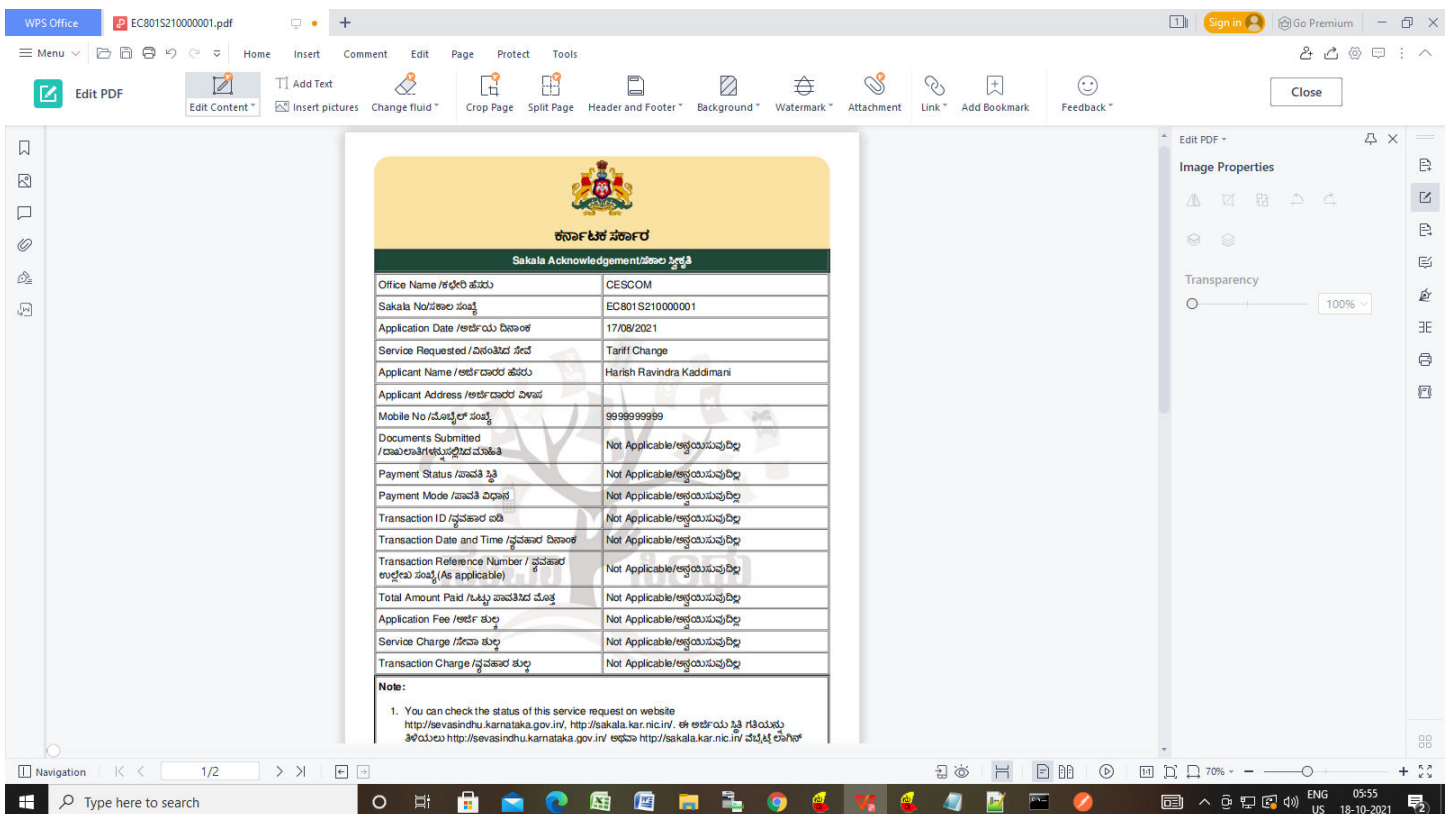 WPS Office
EC801S210000001.pdf
1
Sign in
Go Premium
Menu
Home Insert Comment Edit Page Protect Tools
Edit PDF
Edit Content
Add Text
Insert pictures
Change fluid
Crop Page
Split Page
Header and Footer
Background
Watermark
Attachment
Link
Add Bookmark
Feedback
Close
ಕರ್ನಾಟಕ ಸರ್ಕಾರ
Sakala Acknowledgement/ಸಕಾಲ ಸ್ವೀಕೃತಿ
Office Name /ಕಛೇರಿ ಹೆಸರು CESCOM
Sakala No/ಸಕಾಲ ಸಂಖ್ಯೆ EC801S210000001
Application Date /ಅರ್ಜಿಯ ದಿನಾಂಕ 17/08/2021
Service Requested /ವಿನಂತಿಸಿದ ಸೇವೆ Tariff Change
Applicant Name /ಅರ್ಜಿದಾರರ ಹೆಸರು Harish Ravindra Kaddimani
Applicant Address /ಅರ್ಜಿದಾರರ ವಿಳಾಸ
Mobile No /ಮೊಬೈಲ್ ಸಂಖ್ಯೆ 9999999999
Documents Submitted
/ದಾಖಲಾತಿಗಳನ್ನುಸಲ್ಲಿಸಿದ ಮಾಹಿತಿ Not Applicable/ಅನ್ವಯಿಸುವುದಿಲ್ಲ
Payment Status /ಪಾವತಿ ಸ್ಥಿತಿ Not Applicable/ಅನ್ವಯಿಸುವುದಿಲ್ಲ
Payment Mode /ಪಾವತಿ ವಿಧಾನ Not Applicable/ಅನ್ವಯಿಸುವುದಿಲ್ಲ
Transaction ID /ವ್ಯವಹಾರ ಐಡಿ Not Applicable/ಅನ್ವಯಿಸುವುದಿಲ್ಲ
Transaction Date and Time /ವ್ಯವಹಾರ ದಿನಾಂಕ Not Applicable/ಅನ್ವಯಿಸುವುದಿಲ್ಲ
Transaction Reference Number / ವ್ಯವಹಾರ
ಉಲ್ಲೇಖ ಸಂಖ್ಯೆ(As applicable) Not Applicable/ಅನ್ವಯಿಸುವುದಿಲ್ಲ
Total Amount Paid /ಒಟ್ಟು ಪಾವತಿಸಿದ ಮೊತ್ತ Not Applicable/ಅನ್ವಯಿಸುವುದಿಲ್ಲ
Application Fee /ಅರ್ಜಿ ಶುಲ್ಕ Not Applicable/ಅನ್ವಯಿಸುವುದಿಲ್ಲ
Service Charge /ಸೇವಾ ಶುಲ್ಕ Not Applicable/ಅನ್ವಯಿಸುವುದಿಲ್ಲ
Transaction Charge /ವ್ಯವಹಾರ ಶುಲ್ಕ Not Applicable/ಅನ್ವಯಿಸುವುದಿಲ್ಲ
ಸೇವಾ ಸಿಂಧು
Note:
1. You can check the status of this service request on website
http://sevasindhu.karnataka.gov.in/, http://sakala.kar.nic.in/. ಈ ಅರ್ಜಿಯ ಸ್ಥಿತಿ ಗತಿಯನ್ನು
ತಿಳಿಯಲು http://sevasindhu.karnataka.gov.in/ ಅಥವಾ http://sakala.kar.nic.in/ ವೆಬ್ಸೈಟ್ಗೆ ಲಾಗಿನ್
Edit PDF
Image Properties
Transparency
100%
Navigation
1/2
70%
Type here to search
ENG
US
05:55
18-10-2021
2